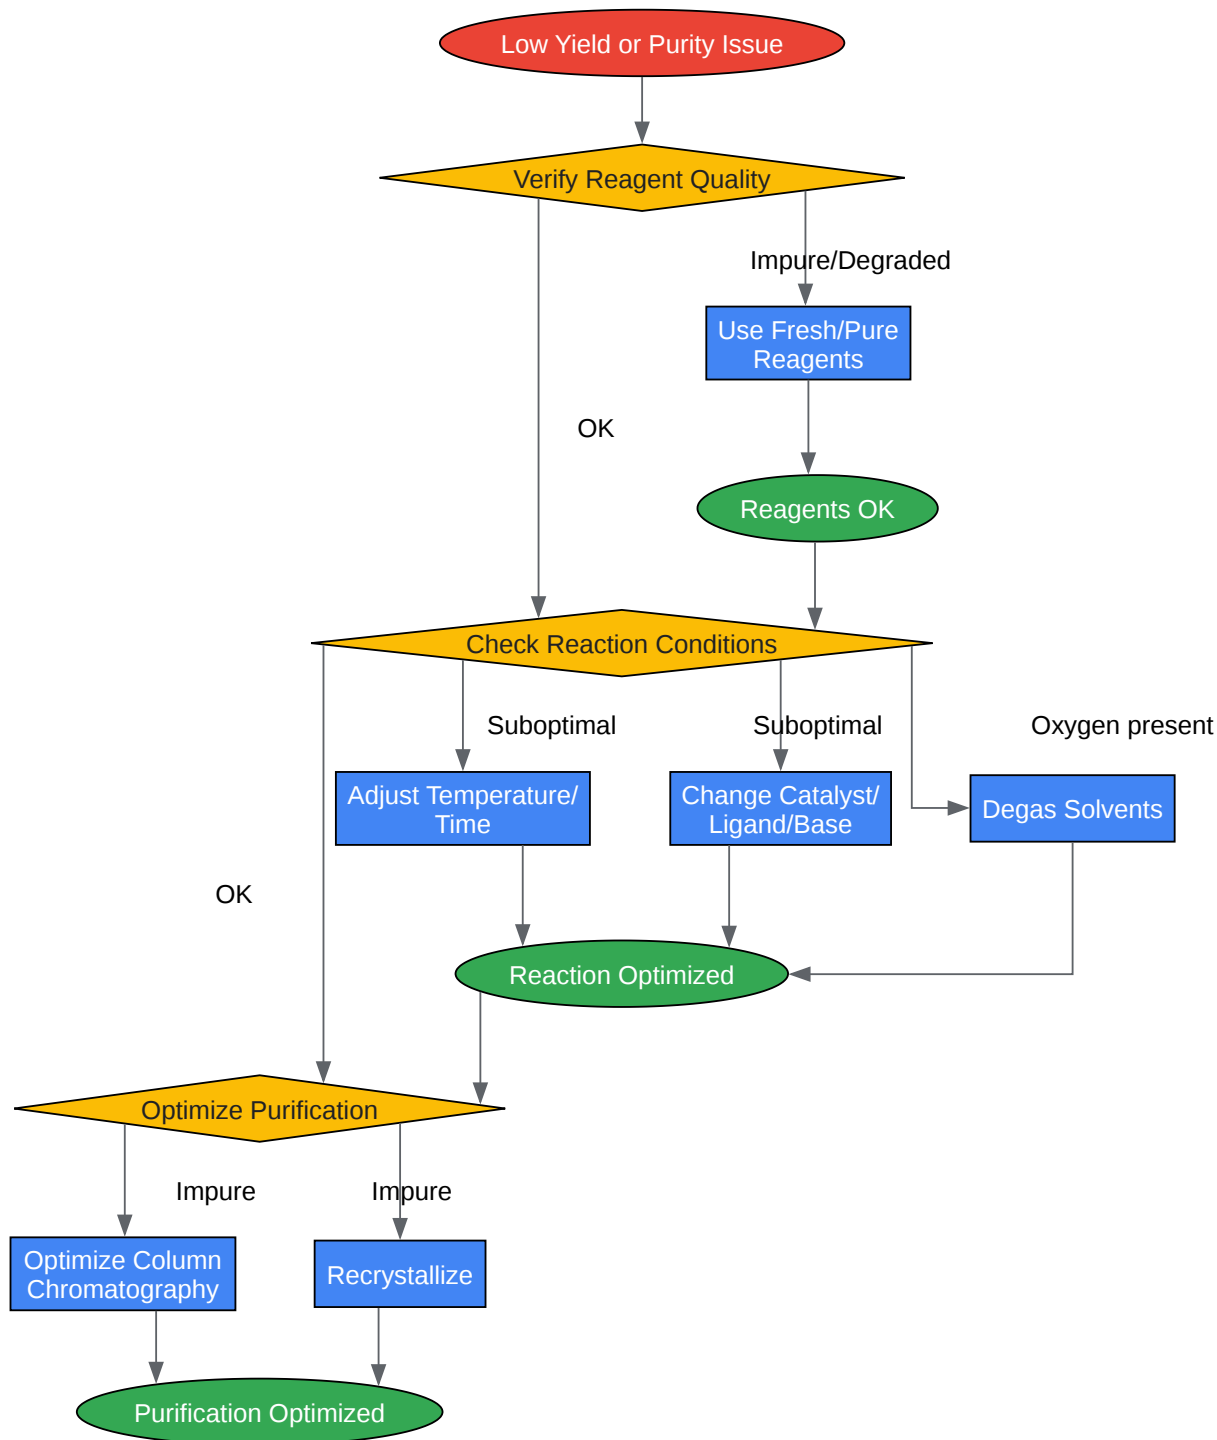 Low Yield or Purity Issue
Verify Reagent Quality
Impure/Degraded
Use Fresh/Pure
Reagents
OK
Reagents OK
Check Reaction Conditions
Suboptimal
Suboptimal
Oxygen present
Adjust Temperature/
Time
Change Catalyst/
Ligand/Base
Degas Solvents
OK
Reaction Optimized
Optimize Purification
Impure
Impure
Optimize Column
Chromatography
Recrystallize
Purification Optimized